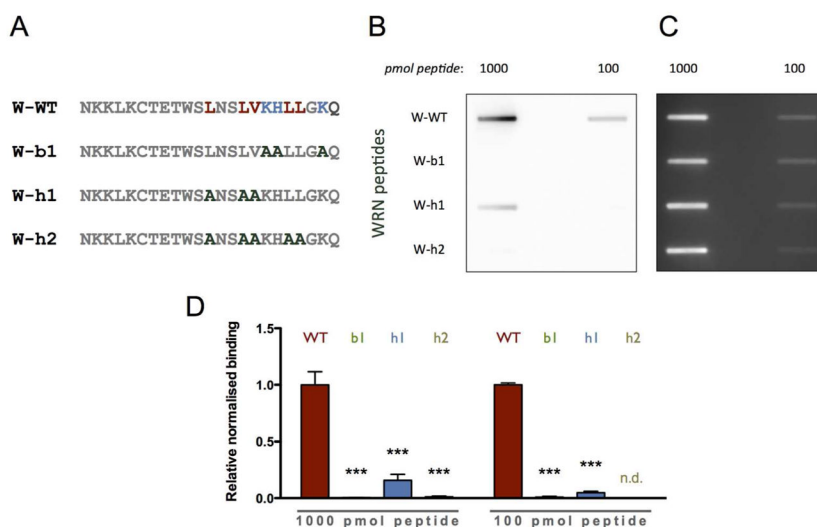 A
W-WT NKKLKCTETWSLNSLVKHLLGKQ
W-b1 NKKLKCTETWSLNSLVAALLGAQ
W-h1 NKKLKCTETWSANSAAKHLLGKQ
W-h2 NKKLKCTETWSANSAAKHAAGKQ
B
pmol peptide: 1000 100
WRN peptides
W-WT
W-b1
W-h1
W-h2
C
1000 100
D
Relative normalised binding
1.5
1.0
0.5
0.0
WT b1 h1 h2 WT b1 h1 h2
*** *** *** *** *** n.d.
1000 pmol peptide 100 pmol peptide